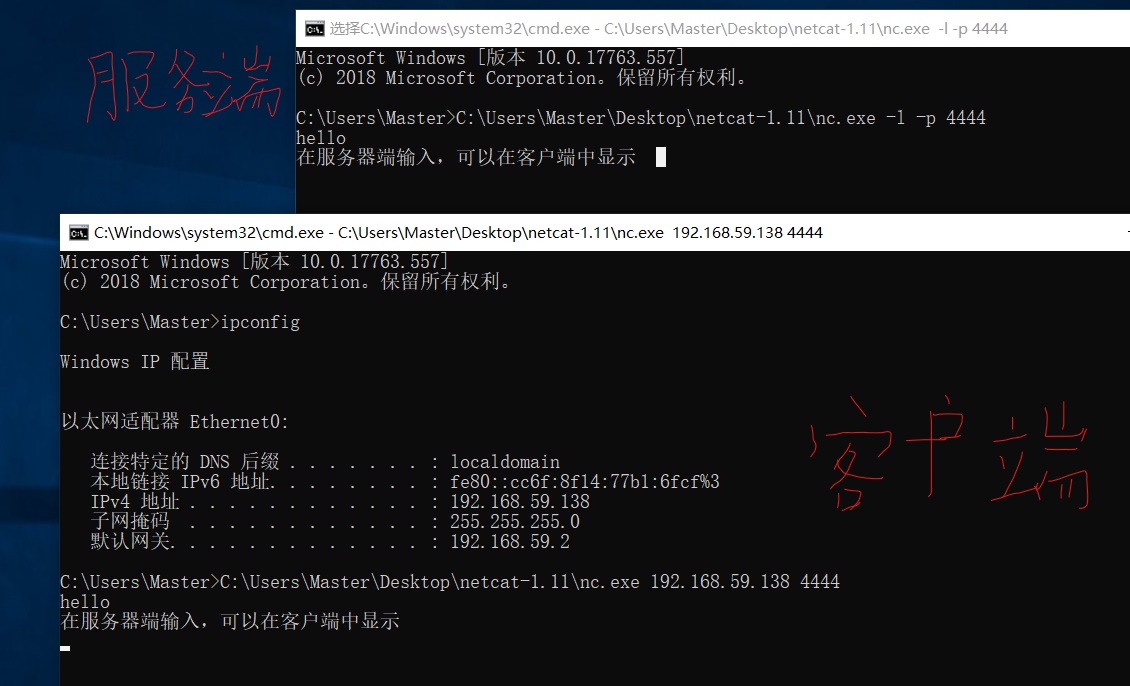 选择C:\Windows\system32\cmd.exe - C:\Users\Master\Desktop\netcat-1.11\nc.exe  -l -p 4444
服务端
Microsoft Windows [版本 10.0.17763.557]
(c) 2018 Microsoft Corporation。保留所有权利。
C:\Users\Master>C:\Users\Master\Desktop\netcat-1.11\nc.exe -l -p 4444
hello
在服务器端输入，可以在客户端中显示
C:\Windows\system32\cmd.exe - C:\Users\Master\Desktop\netcat-1.11\nc.exe  192.168.59.138 4444
Microsoft Windows [版本 10.0.17763.557]
(c) 2018 Microsoft Corporation。保留所有权利。
C:\Users\Master>ipconfig
Windows IP 配置
以太网适配器 Ethernet0:
连接特定的 DNS 后缀 . . . . . . . : localdomain
本地链接 IPv6 地址. . . . . . . . : fe80::cc6f:8f14:77b1:6fcf%3
IPv4 地址 . . . . . . . . . . . . : 192.168.59.138
子网掩码  . . . . . . . . . . . . : 255.255.255.0
默认网关. . . . . . . . . . . . . : 192.168.59.2
客户端
C:\Users\Master>C:\Users\Master\Desktop\netcat-1.11\nc.exe 192.168.59.138 4444
hello
在服务器端输入，可以在客户端中显示